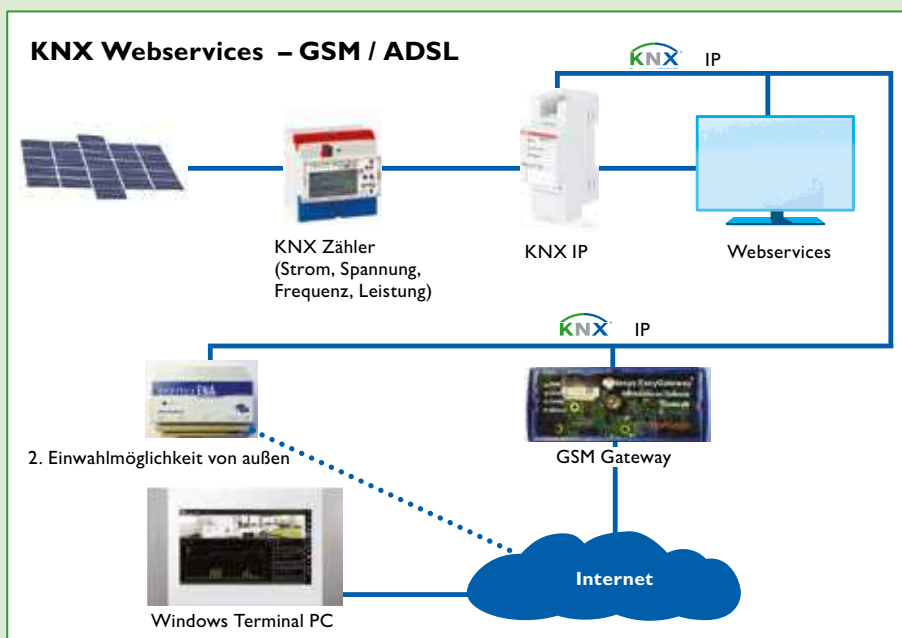 KNX Webservices – GSM / ADSL
KNX IP
KNX Zähler
(Strom, Spannung,
Frequenz, Leistung)
KNX IP
Webservices
KNX IP
2. Einwahlmöglichkeit von außen
GSM Gateway
Internet
Windows Terminal PC